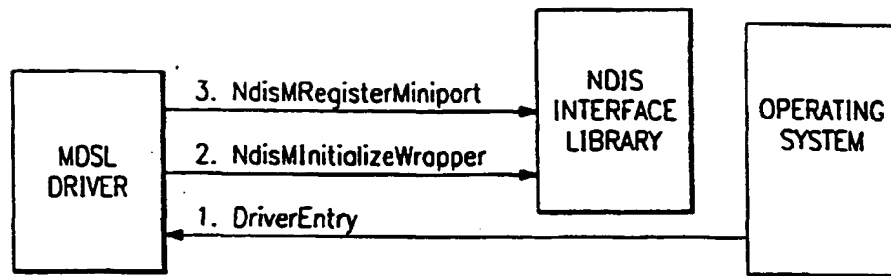 MDSL
DRIVER
3. NdisMRegisterMiniport
2. NdisMInitializeWrapper
1. DriverEntry
NDIS
INTERFACE
LIBRARY
OPERATING
SYSTEM